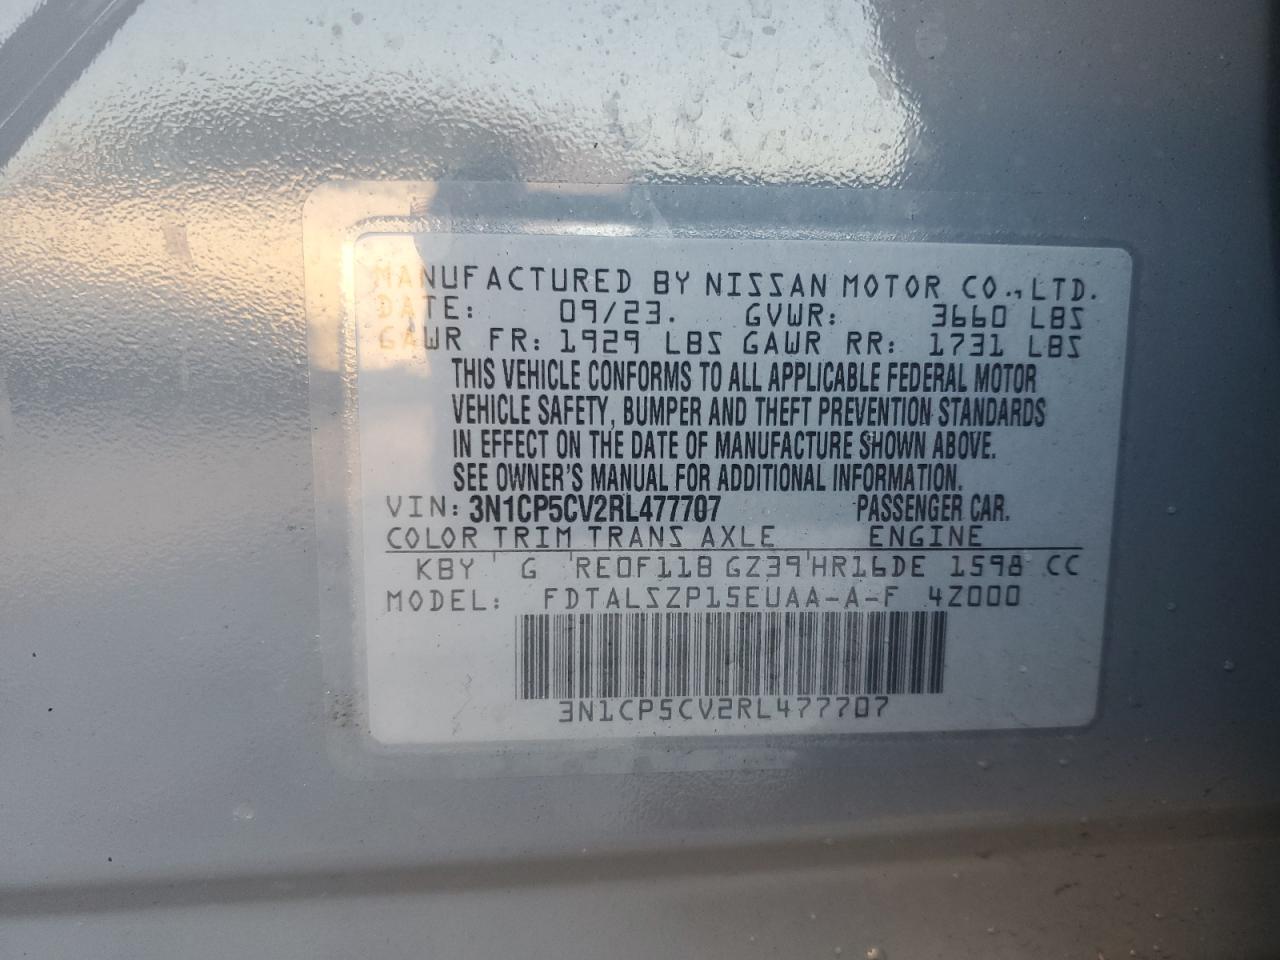 MANUFACTURED BY NISSAN MOTOR CO.,LTD.
DATE: 09/23. GVWR: 3660 LBS
GAWR FR: 1929 LBS GAWR RR: 1731 LBS
THIS VEHICLE CONFORMS TO ALL APPLICABLE FEDERAL MOTOR
VEHICLE SAFETY, BUMPER AND THEFT PREVENTION STANDARDS
IN EFFECT ON THE DATE OF MANUFACTURE SHOWN ABOVE.
SEE OWNER'S MANUAL FOR ADDITIONAL INFORMATION.
VIN: 3N1CP5CV2RL477707 PASSENGER CAR.
COLOR TRIM TRANS AXLE ENGINE
KBY G RE0F11B GZ39 HR16DE 1598 CC
MODEL: FDTALSZP15EUAA-A-F 4Z000
3N1CP5CV2RL477707